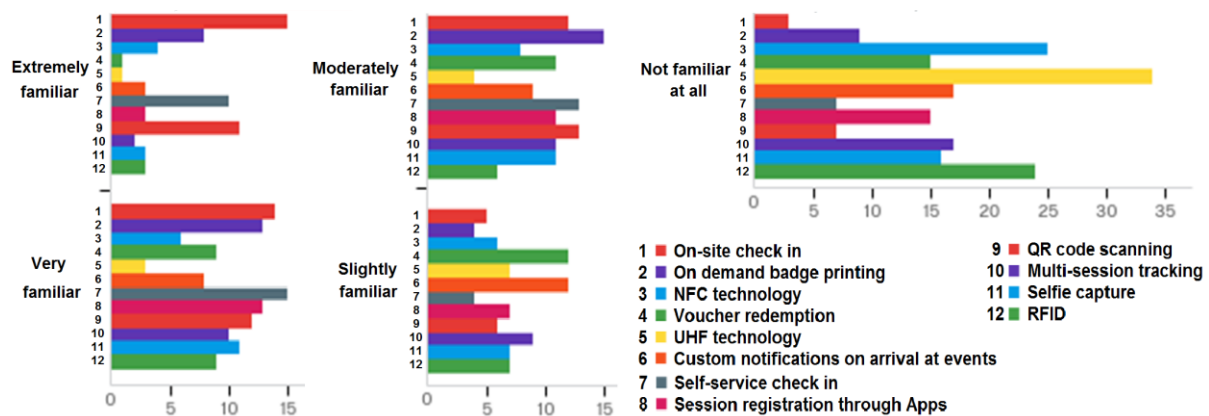 Extremely
familiar
1
2
3
4
5
6
7
8
9
10
11
12
Moderately
familiar
1
2
3
4
5
6
7
8
9
10
11
12
Not familiar
at all
1
2
3
4
5
6
7
8
9
10
11
12
0 5 10 15 20 25 30 35
Very
familiar
1
2
3
4
5
6
7
8
9
10
11
12
0 5 10 15
Slightly
familiar
1
2
3
4
5
6
7
8
9
10
11
12
0 5 10 15
1 On-site check in
2 On demand badge printing
3 NFC technology
4 Voucher redemption
5 UHF technology
6 Custom notifications on arrival at events
7 Self-service check in
8 Session registration through Apps
9 QR code scanning
10 Multi-session tracking
11 Selfie capture
12 RFID